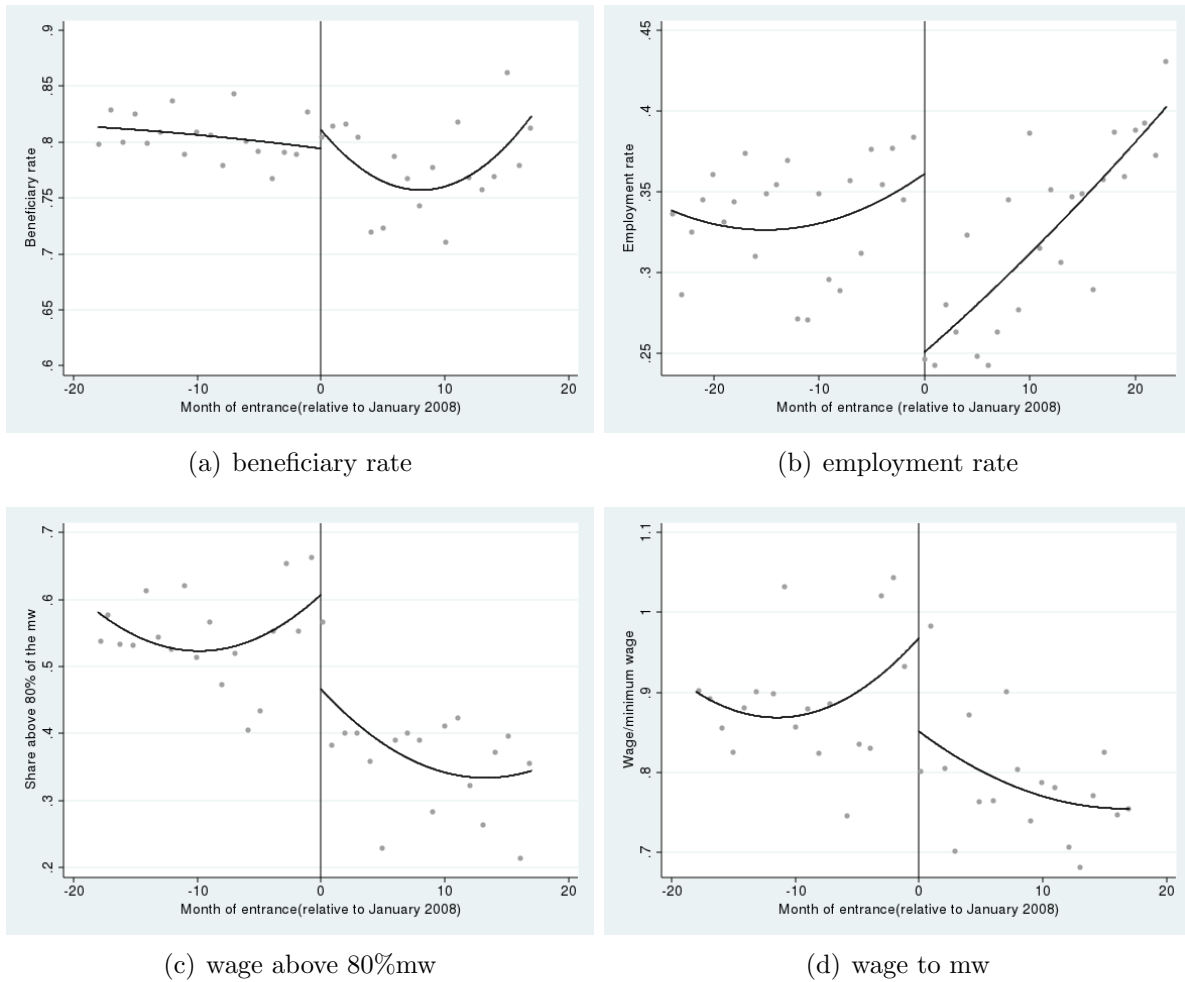 .9
.85
.8
.75
.7
.65
.6
Beneficiary rate
-20 -10 0 10 20
Month of entrance(relative to January 2008)
(a) beneficiary rate
.45
.4
.35
.3
.25
Employment rate
-20 -10 0 10 20
Month of entrance (relative to January 2008)
(b) employment rate
.7
.6
.5
.4
.3
.2
Share above 80% of the mw
-20 -10 0 10 20
Month of entrance(relative to January 2008)
(c) wage above 80%mw
1.1
1
.9
.8
.7
Wage/minimum wage
-20 -10 0 10 20
Month of entrance(relative to January 2008)
(d) wage to mw